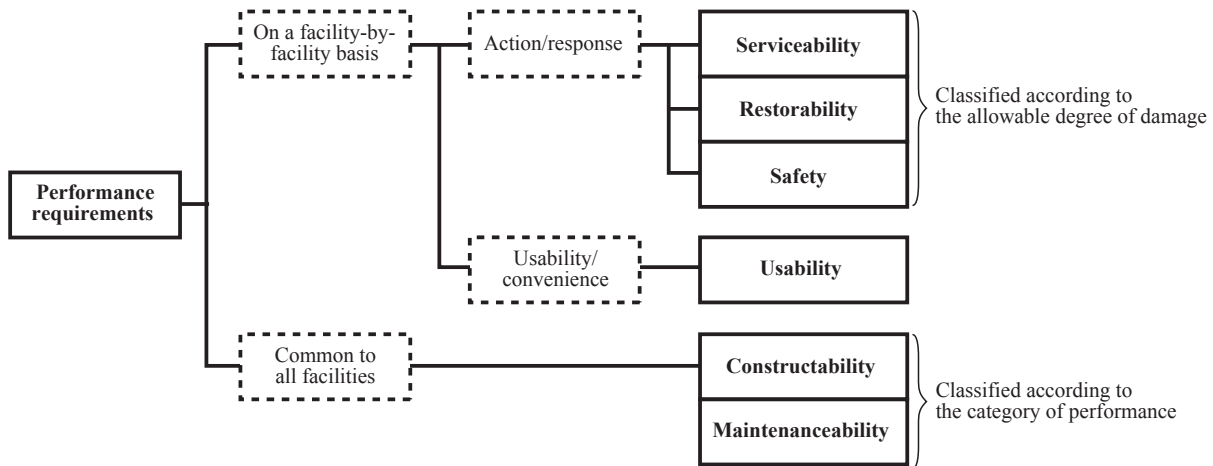 On a facility-by-
facility basis
Action/response
Serviceability
Restorability
Safety
Classified according to
the allowable degree of damage
Performance
requirements
Usability/
convenience
Usability
Common to
all facilities
Constructability
Maintenanceability
Classified according to
the category of performance